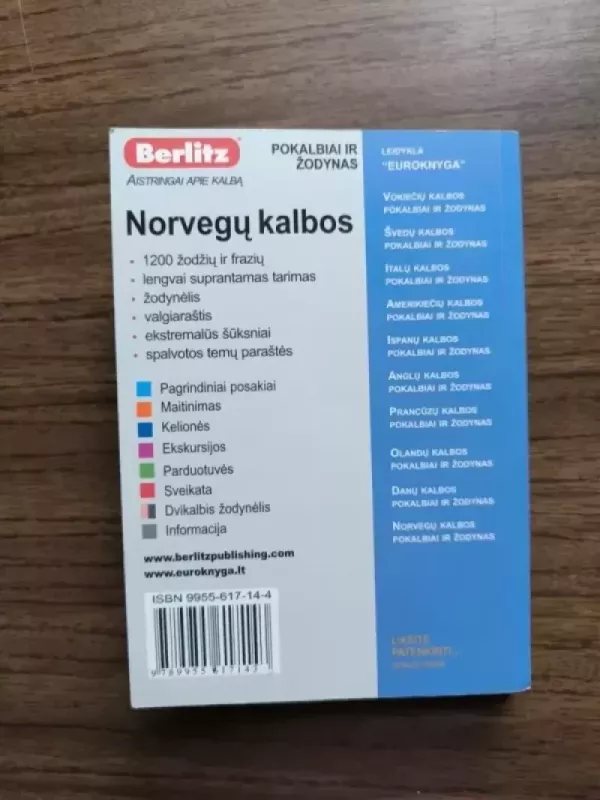 Berlitz
AISTRINGAI APIE KALBĄ
POKALBIAI IR
ŽODYNAS
Norvegų kalbos
• 1200 žodžių ir frazių
• lengvai suprantamas tarimas
• žodynėlis
• valgiaraštis
• ekstremalūs šūksniai
• spalvotos temų paraštės
Pagrindiniai posakiai
Maitinimas
Kelionės
Ekskursijos
Parduotuvės
Sveikata
Dvikalbis žodynėlis
Informacija
www.berlitzpublishing.com
www.euroknyga.lt
ISBN 9955-617-14-4
LEIDYKLA
"EUROKNYGA"
VOKIEČIŲ KALBOS
POKALBIAI IR ŽODYNAS
ŠVEDŲ KALBOS
POKALBIAI IR ŽODYNAS
ITALŲ KALBOS
POKALBIAI IR ŽODYNAS
AMERIKIEČIŲ KALBOS
POKALBIAI IR ŽODYNAS
ISPANŲ KALBOS
POKALBIAI IR ŽODYNAS
ANGLŲ KALBOS
POKALBIAI IR ŽODYNAS
PRANCŪZŲ KALBOS
POKALBIAI IR ŽODYNAS
OLANDŲ KALBOS
POKALBIAI IR ŽODYNAS
DANŲ KALBOS
POKALBIAI IR ŽODYNAS
NORVEGŲ KALBOS
POKALBIAI IR ŽODYNAS
LIKSITE
PATENKINTI...